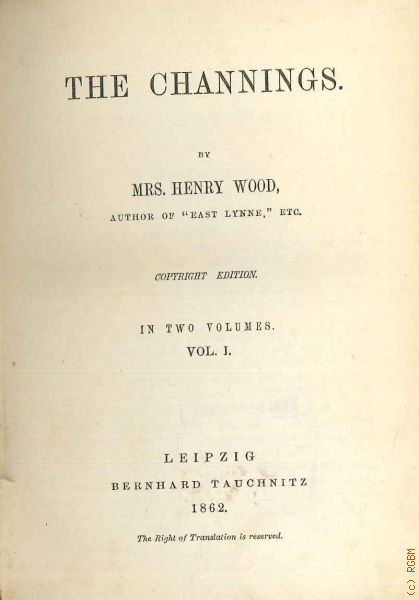 THE CHANNINGS.
BY
MRS. HENRY WOOD,
AUTHOR OF "EAST LYNNE," ETC.
COPYRIGHT EDITION.
IN TWO VOLUMES.
VOL. I.
LEIPZIG
BERNHARD TAUCHNITZ
1862.
The Right of Translation is reserved.
(c) RGBM